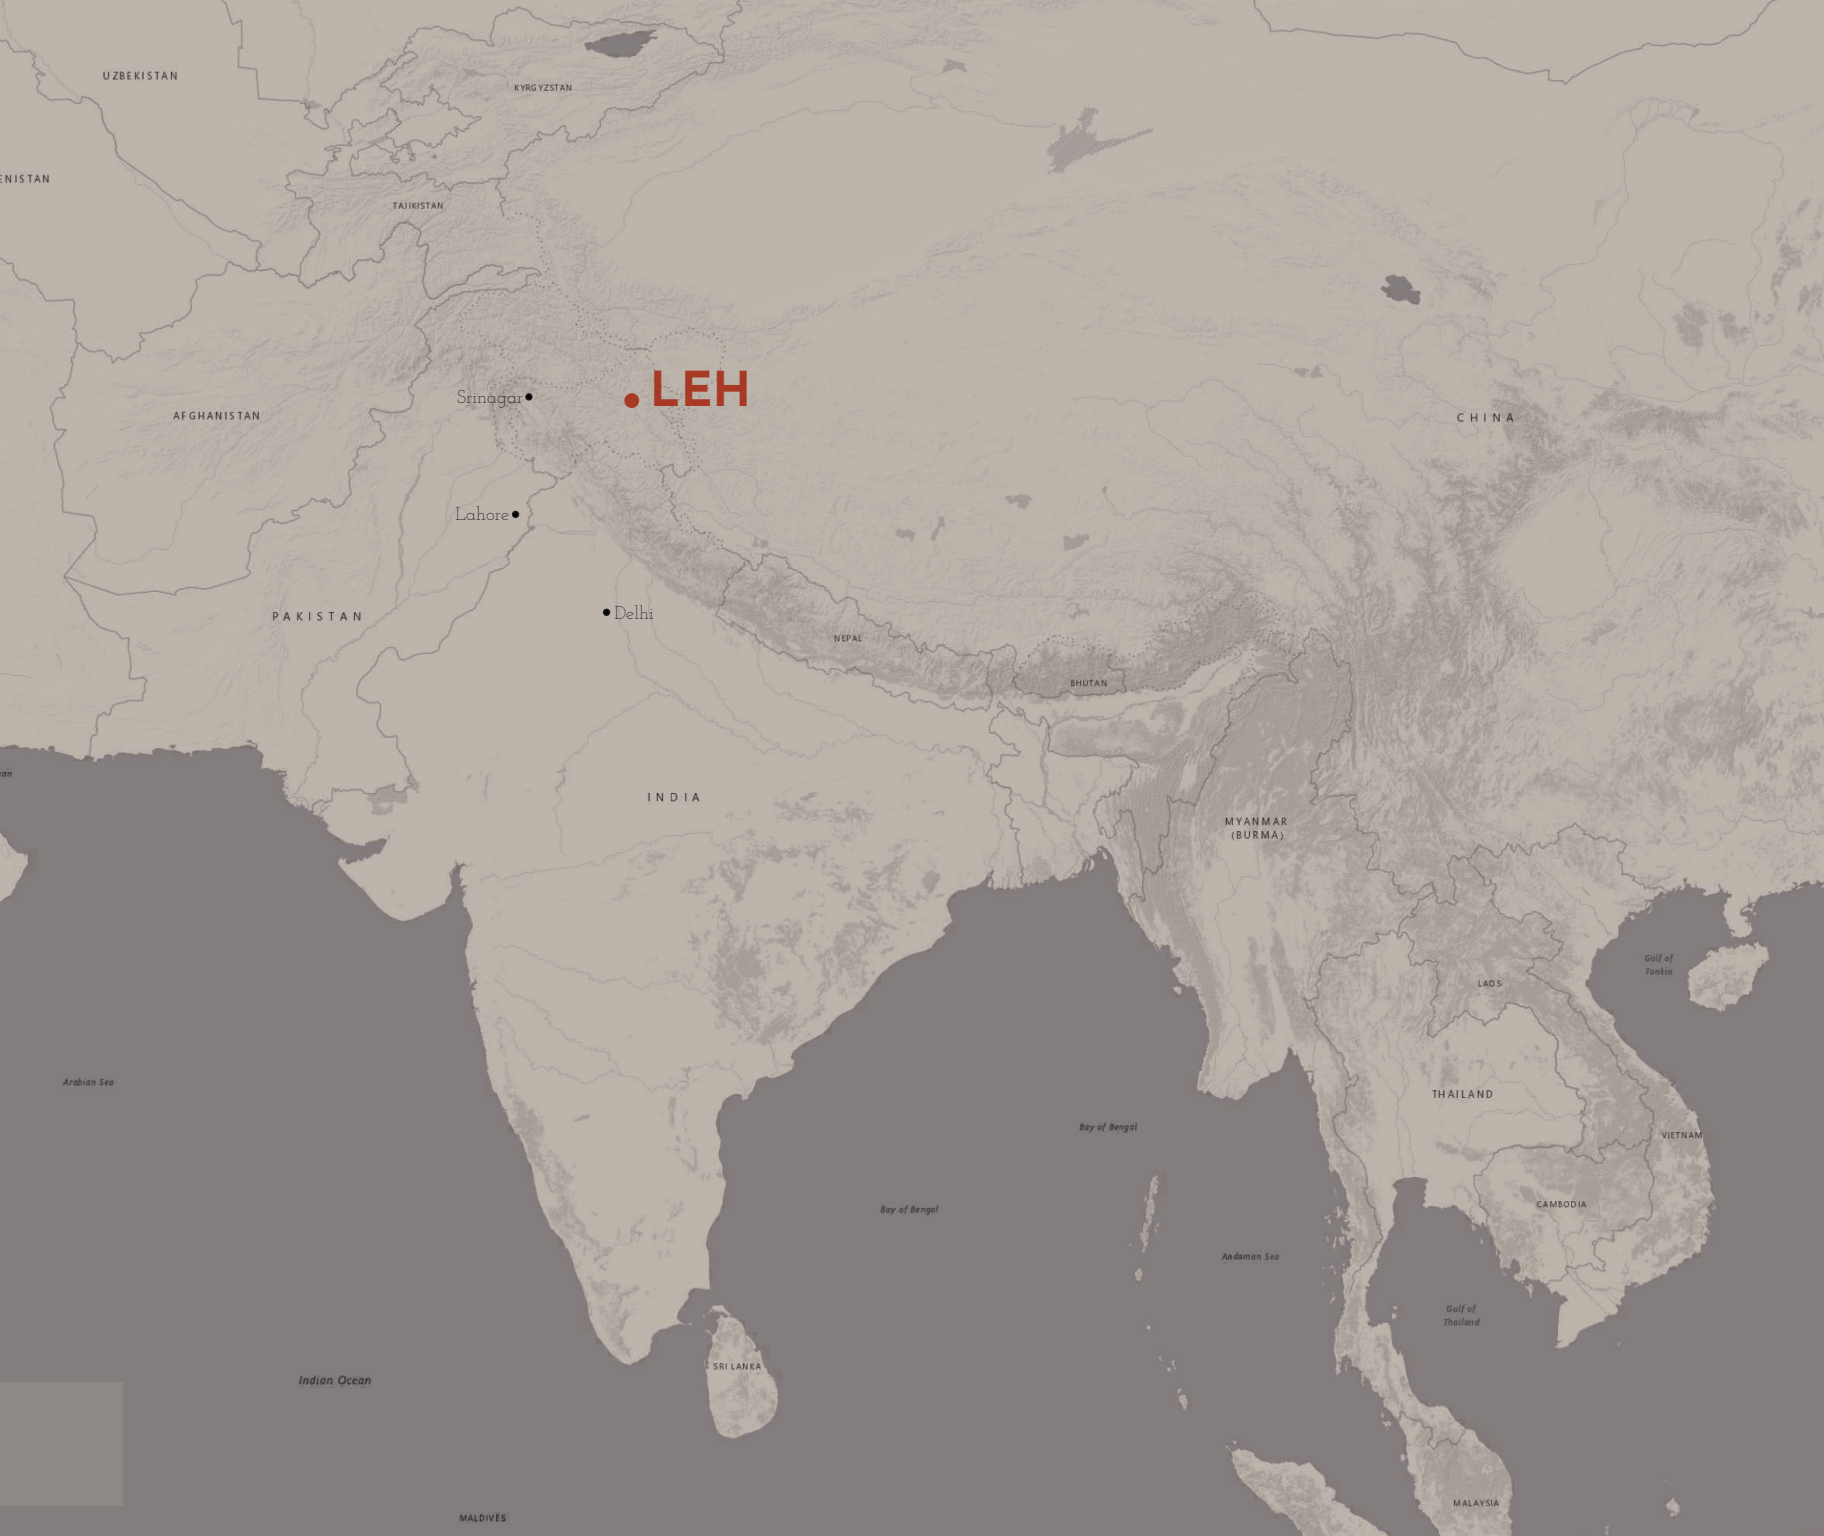 UZBEKISTAN
KYRGYZSTAN
ENISTAN
TAJIKISTAN
LEH
Srinagar
AFGHANISTAN
CHINA
Lahore
PAKISTAN
Delhi
NEPAL
BHUTAN
an
INDIA
MYANMAR
(BURMA)
Gulf of
Tonkin
LAOS
Arabian Sea
THAILAND
Bay of Bengal
VIETNAM
CAMBODIA
Bay of Bengal
Andaman Sea
Gulf of
Thailand
SRI LANKA
Indian Ocean
MALAYSIA
MALDIVES